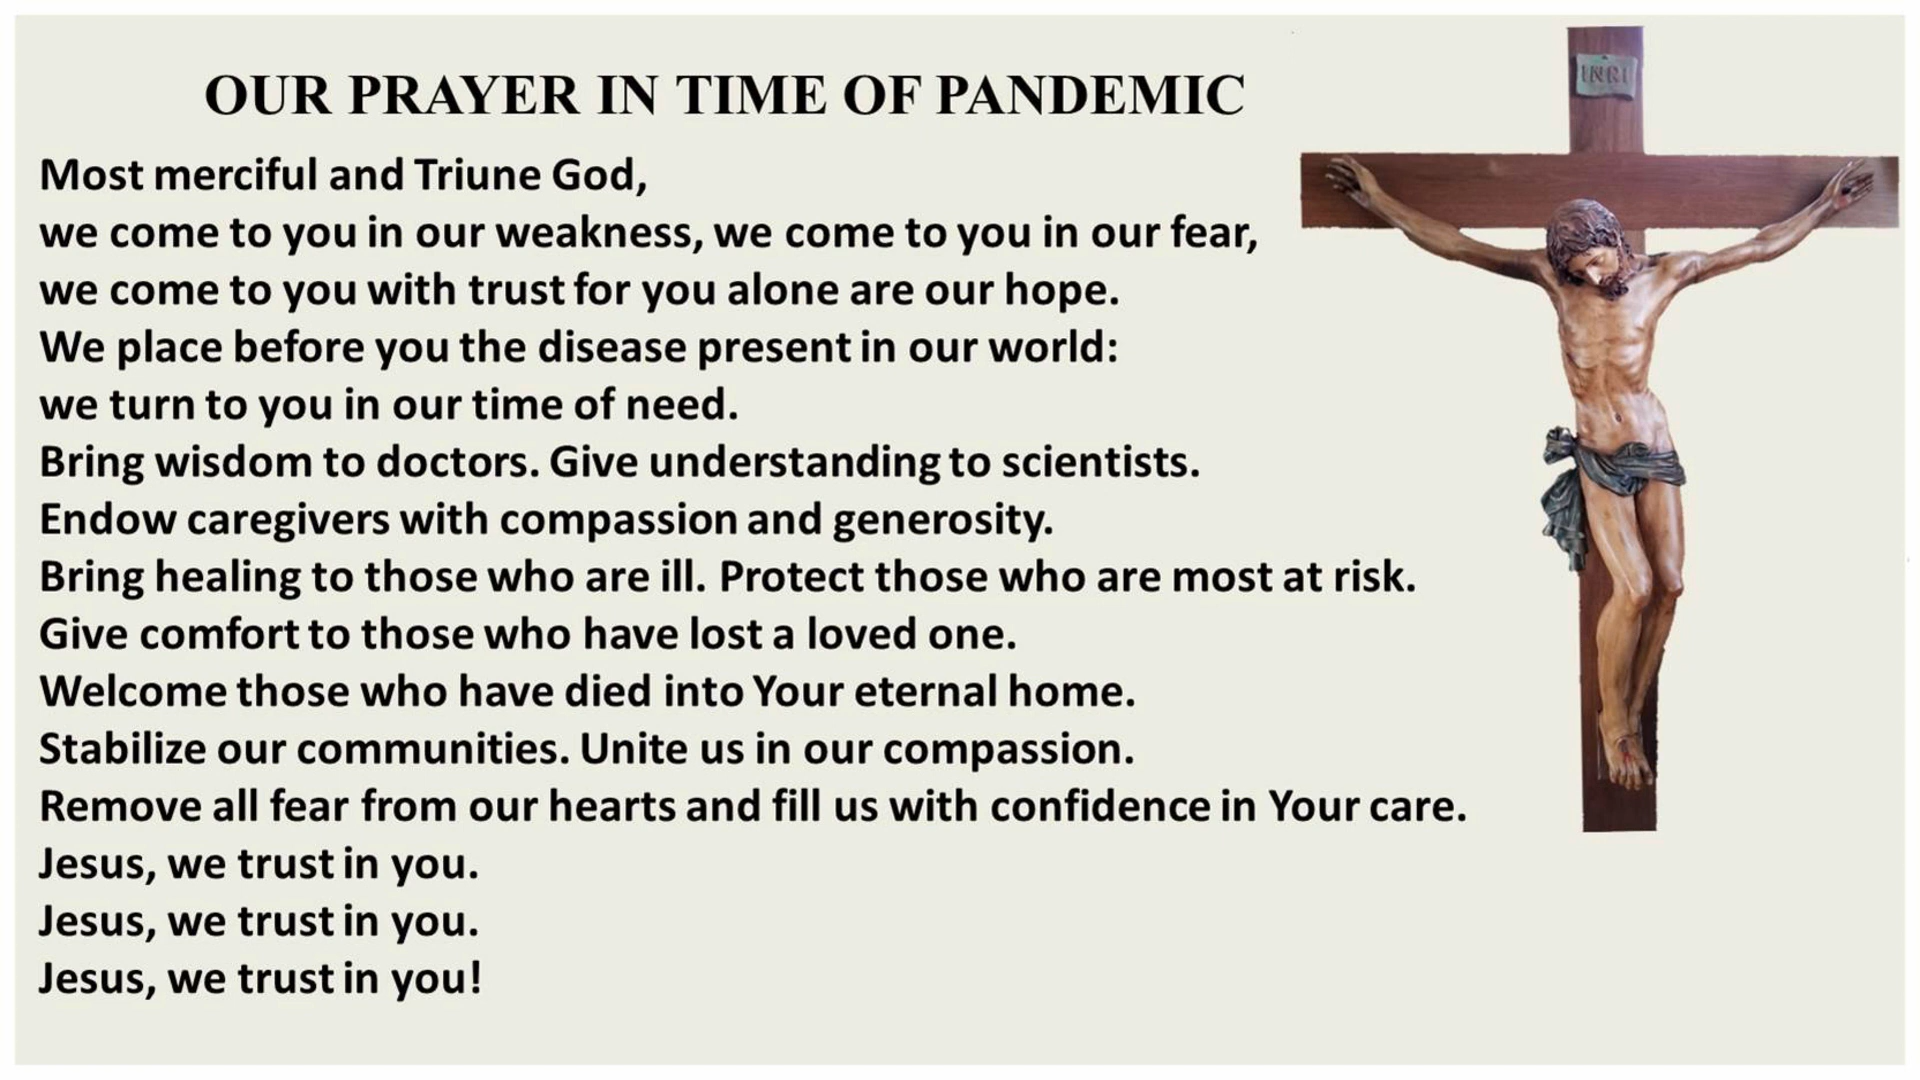 OUR PRAYER IN TIME OF PANDEMIC
INRI
Most merciful and Triune God,
we come to you in our weakness, we come to you in our fear,
we come to you with trust for you alone are our hope.
We place before you the disease present in our world:
we turn to you in our time of need.
Bring wisdom to doctors. Give understanding to scientists.
Endow caregivers with compassion and generosity.
Bring healing to those who are ill. Protect those who are most at risk.
Give comfort to those who have lost a loved one.
Welcome those who have died into Your eternal home.
Stabilize our communities. Unite us in our compassion.
Remove all fear from our hearts and fill us with confidence in Your care.
Jesus, we trust in you.
Jesus, we trust in you.
Jesus, we trust in you!